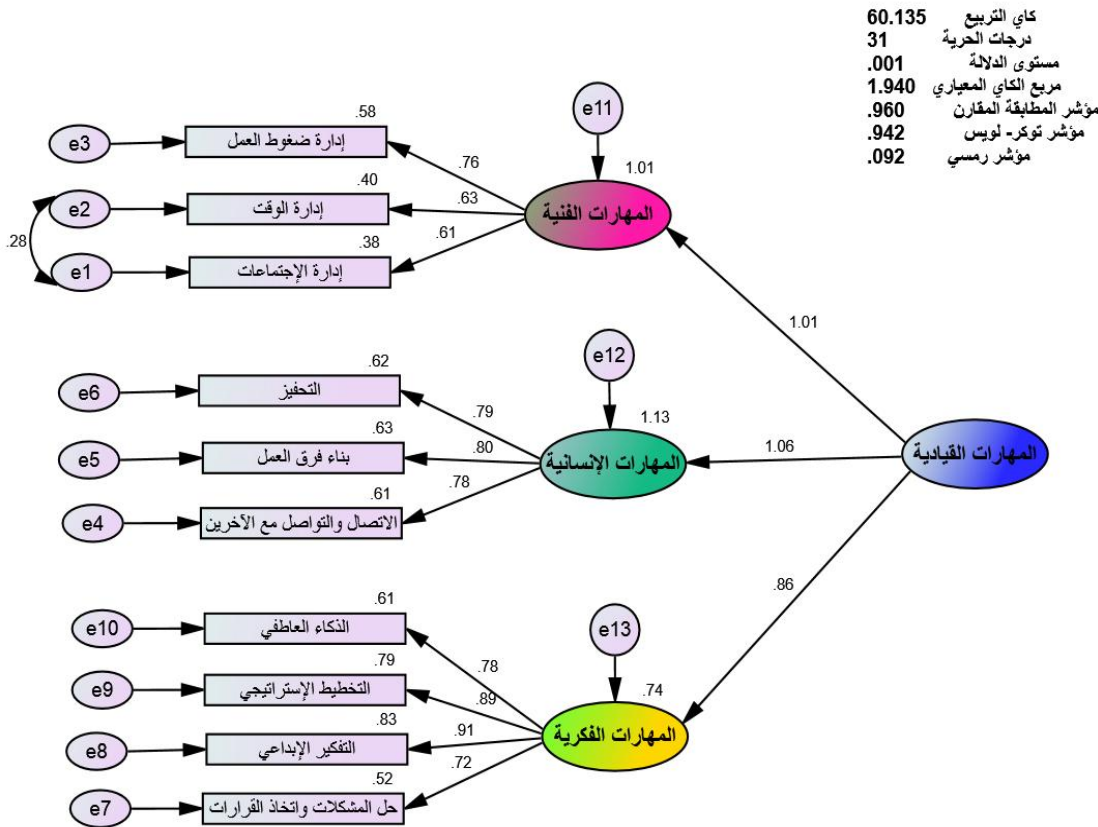 كاي التربيع 60.135
درجات الحرية 31
مستوى الدلالة .001
مربع الكاي المعياري 1.940
مؤشر المطابقة المقارن .960
مؤشر توكر- لويس .942
مؤشر رمسي .092
e11
.58
e3
إدارة ضغوط العمل
.76
1.01
.40
e2
إدارة الوقت
.63
المهارات الفنية
.28
.38
.61
e1
إدارة الإجتماعات
1.01
e12
.62
e6
التحفيز
.79
1.13
.63
e5
بناء فرق العمل
.80
المهارات الإنسانية
1.06
المهارات القيادية
.78
.61
e4
الاتصال والتواصل مع الآخرين
.86
.61
e10
الذكاء العاطفي
e13
.78
.79
e9
التخطيط الإستراتيجي
.89
.74
.83
e8
التفكير الإبداعي
.91
المهارات الفكرية
.72
.52
e7
حل المشكلات واتخاذ القرارات